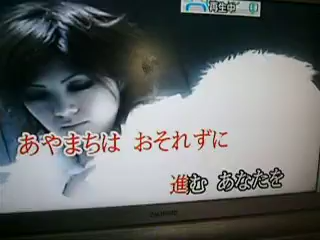 再生中
あやまちは おそれずに
進む あなたを